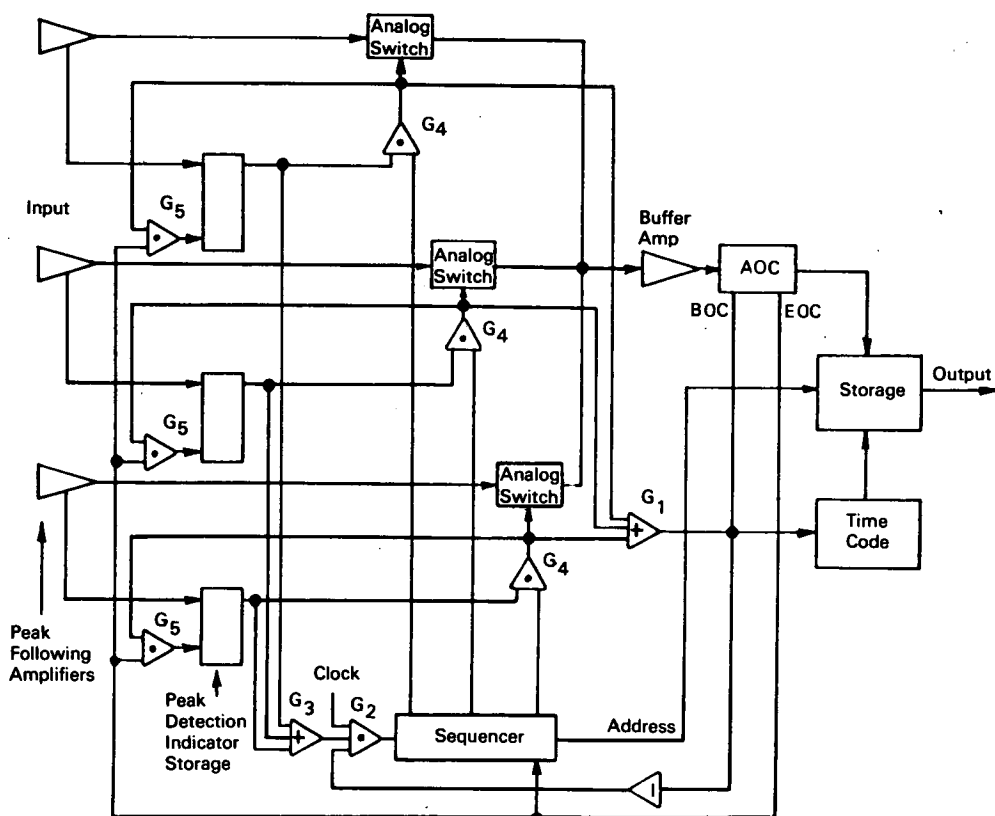 Analog
Switch
G4
Input
G5
Analog
Switch
Buffer
Amp
AOC
BOC
EOC
G4
G5
Storage
Output
Analog
Switch
G1
Time
Code
G4
G5
Peak
Following
Amplifiers
Peak
Detection
Indicator
Storage
Clock
G3
G2
Sequencer
Address